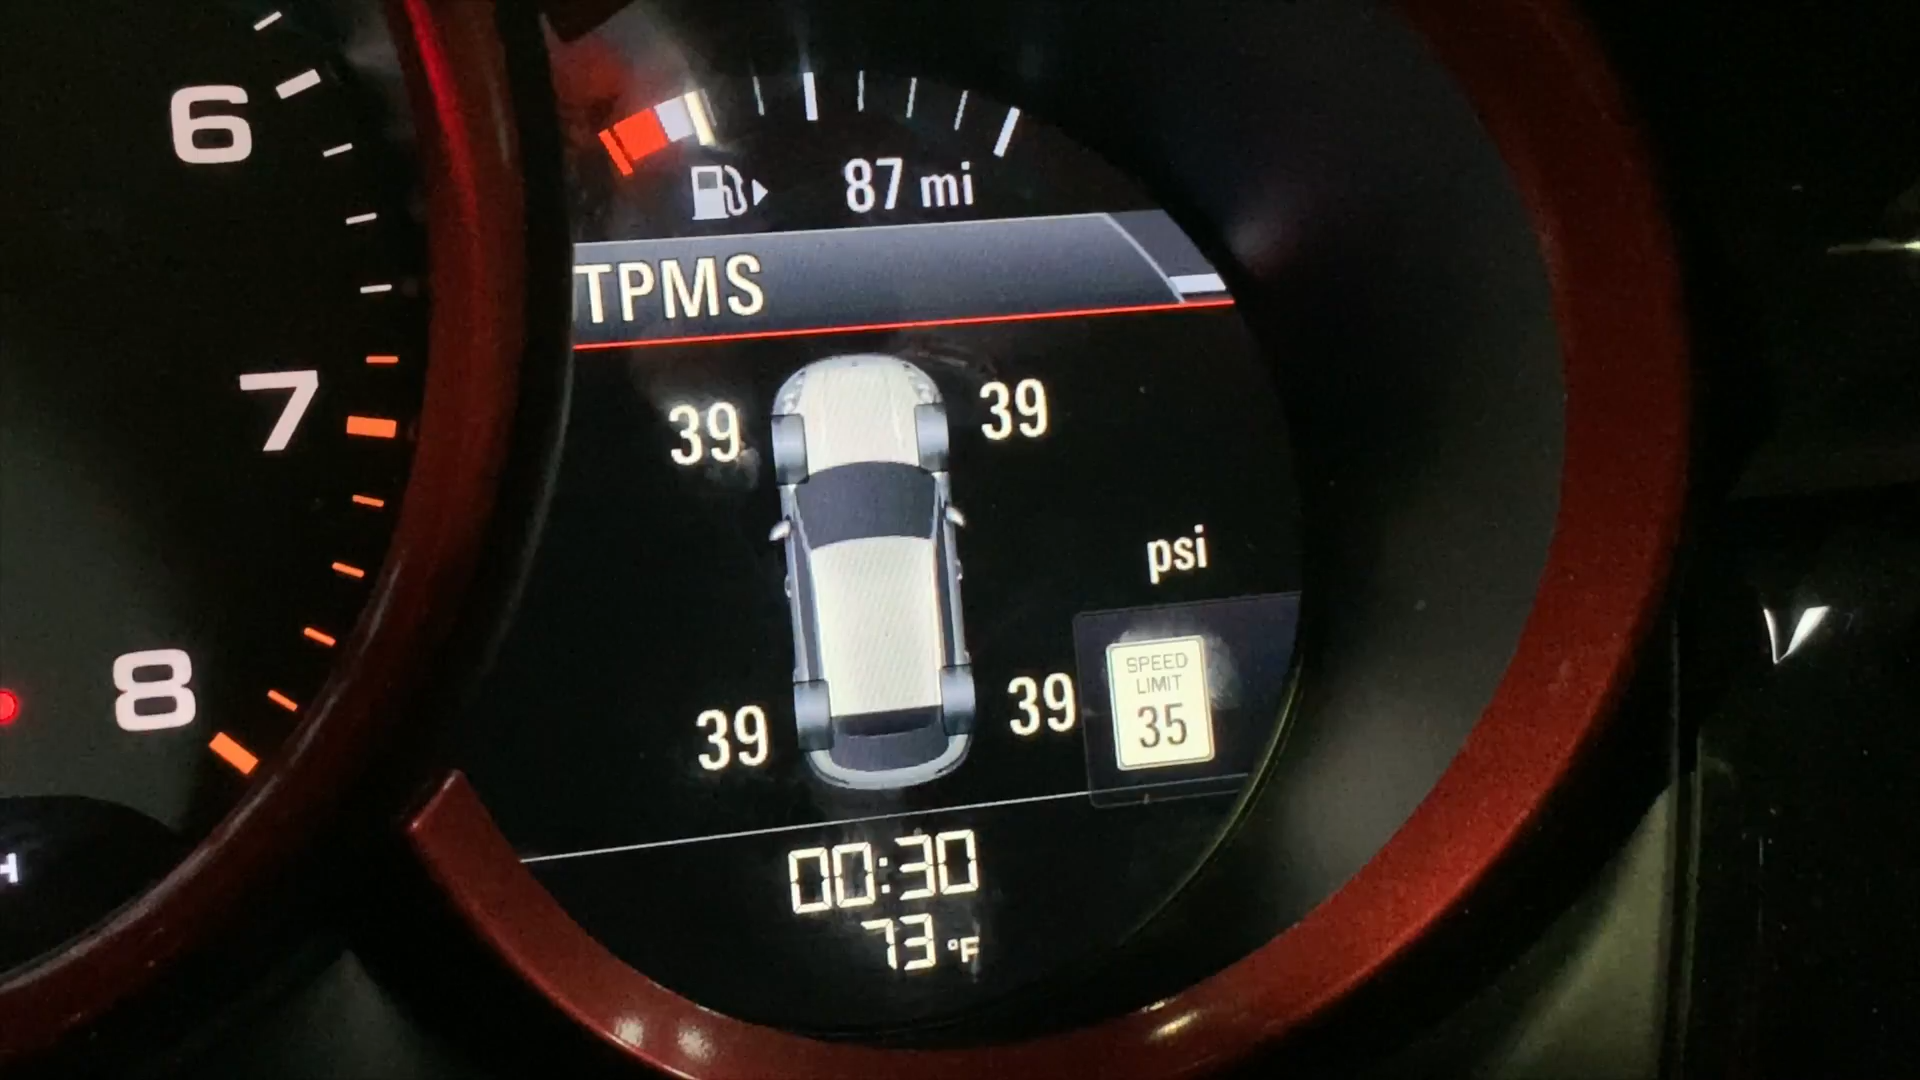 6
7
8
H
87 mi
TPMS
39 39
psi
39 39
SPEED
LIMIT
35
00:30
73 °F